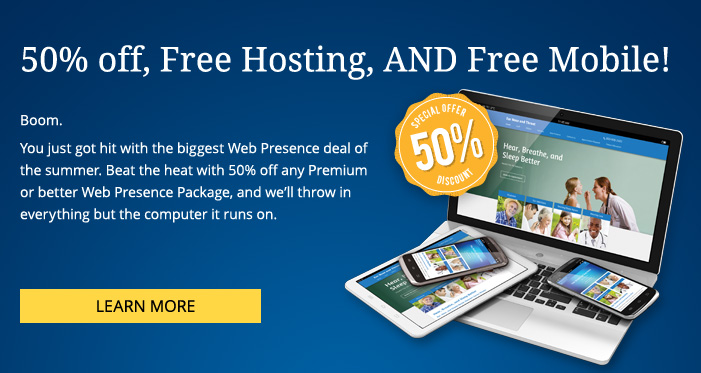 50% off, Free Hosting, AND Free Mobile!
Boom.
You just got hit with the biggest Web Presence deal of
the summer. Beat the heat with 50% off any Premium
or better Web Presence Package, and we’ll throw in
everything but the computer it runs on.
LEARN MORE
SPECIAL OFFER
50%
DISCOUNT
Hear, Breathe, and
Sleep Better